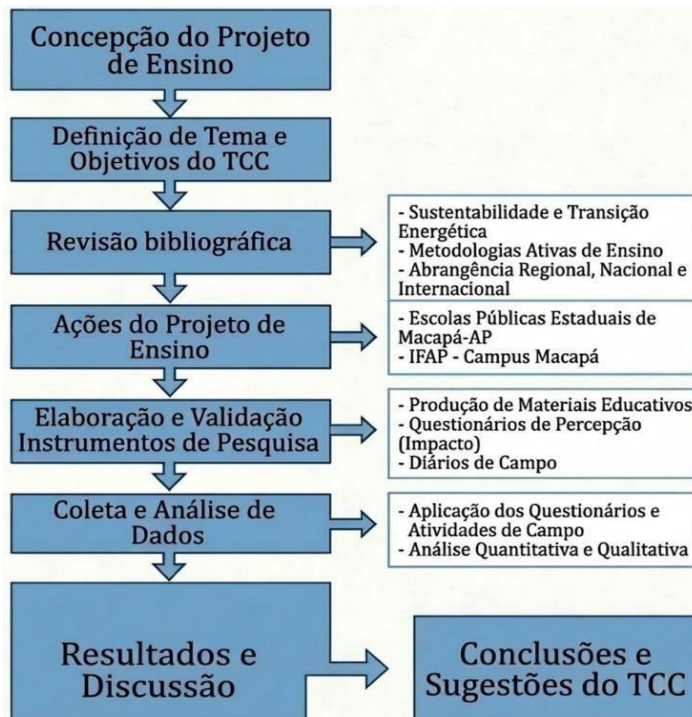 Concepção do Projeto
de Ensino
Definição de Tema e
Objetivos do TCC
Revisão bibliográfica
- Sustentabilidade e Transição
Energética
- Metodologias Ativas de Ensino
- Abrangência Regional, Nacional e
Internacional
Ações do Projeto de
Ensino
- Escolas Públicas Estaduais de
Macapá-AP
- IFAP - Campus Macapá
Elaboração e Validação
Instrumentos de Pesquisa
- Produção de Materiais Educativos
- Questionários de Percepção
(Impacto)
- Diários de Campo
Coleta e Análise de
Dados
- Aplicação dos Questionários e
Atividades de Campo
- Análise Quantitativa e Qualitativa
Resultados e
Discussão
Conclusões e
Sugestões do TCC